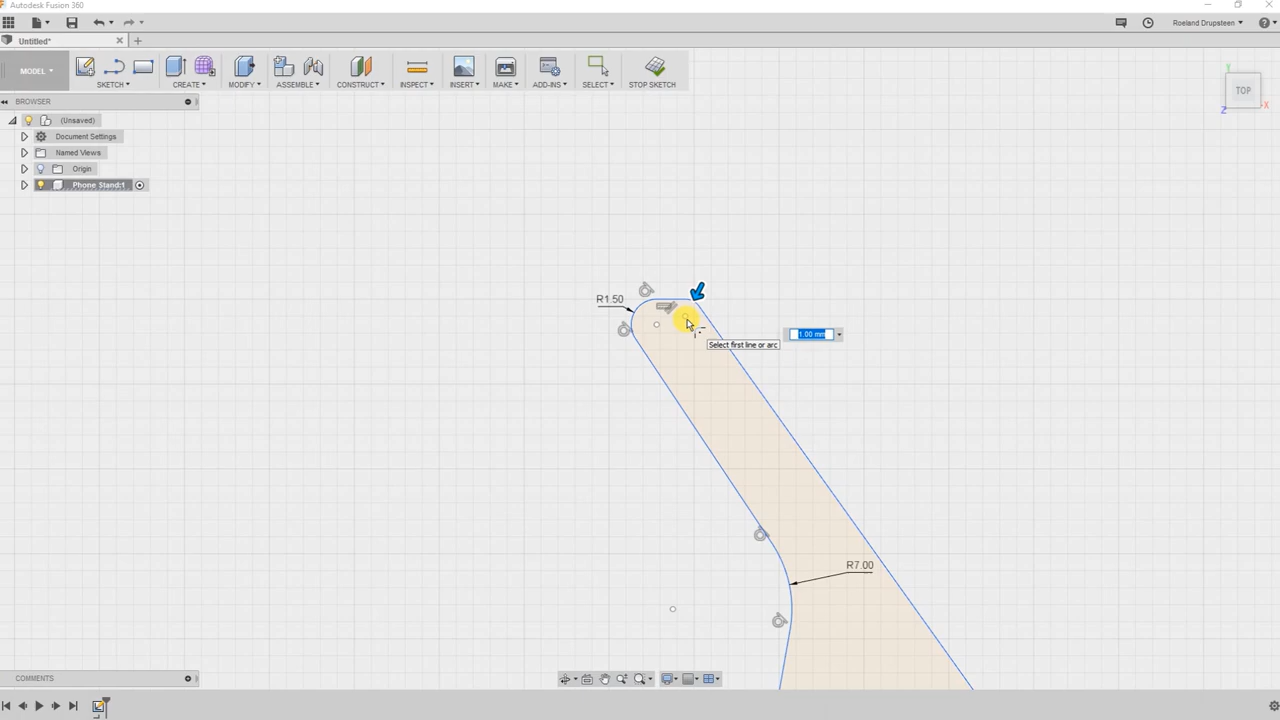 Autodesk Fusion 360
Roeland Drupsteen
Untitled*
MODEL
SKETCH
CREATE
MODIFY
ASSEMBLE
CONSTRUCT
INSPECT
INSERT
MAKE
ADD-INS
SELECT
STOP SKETCH
BROWSER
(Unsaved)
Document Settings
Named Views
Origin
Phone Stand:1
Y
TOP
X
Z
R1.50
1.00 mm
Select first line or arc
R7.00
COMMENTS